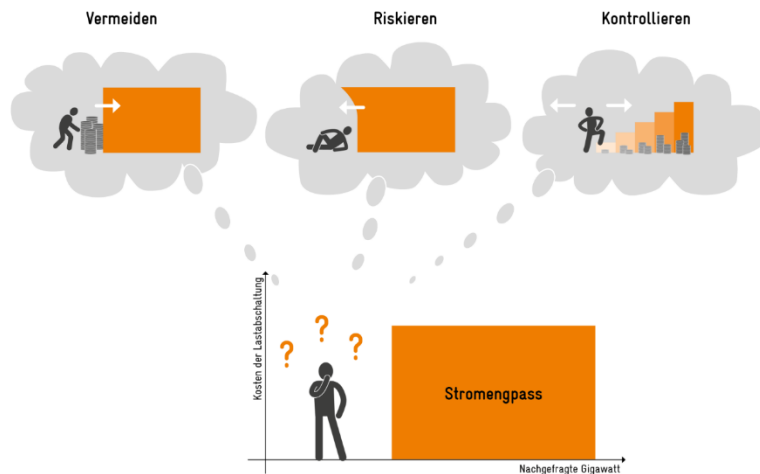 Vermeiden
Riskieren
Kontrollieren
Kosten der Lastabschaltung
? ? ?
Stromengpass
Nachgefragte Gigawatt